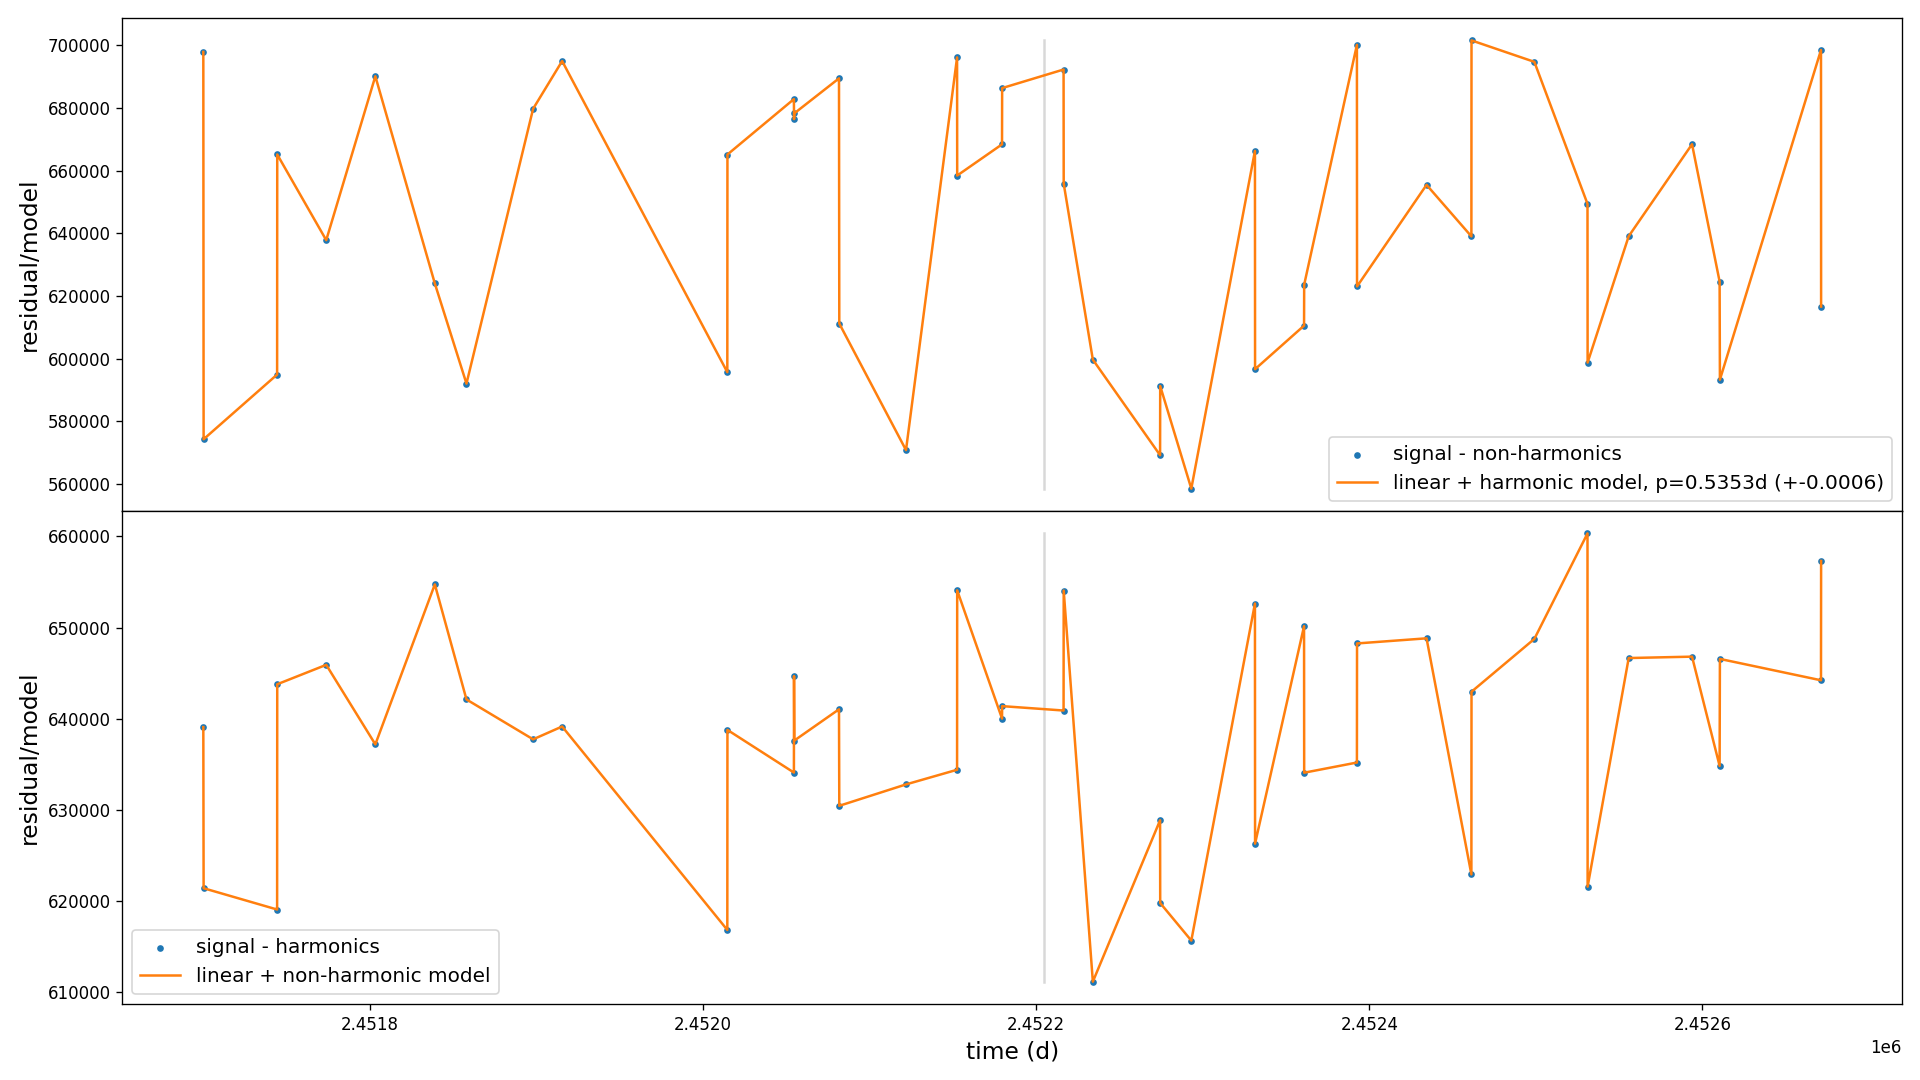 700000
680000
660000
640000
620000
600000
580000
560000
residual/model
signal - non-harmonics
linear + harmonic model, p=0.5353d (+-0.0006)
660000
650000
640000
630000
620000
610000
residual/model
signal - harmonics
linear + non-harmonic model
2.4518
2.4520
2.4522
2.4524
2.4526
time (d)
1e6